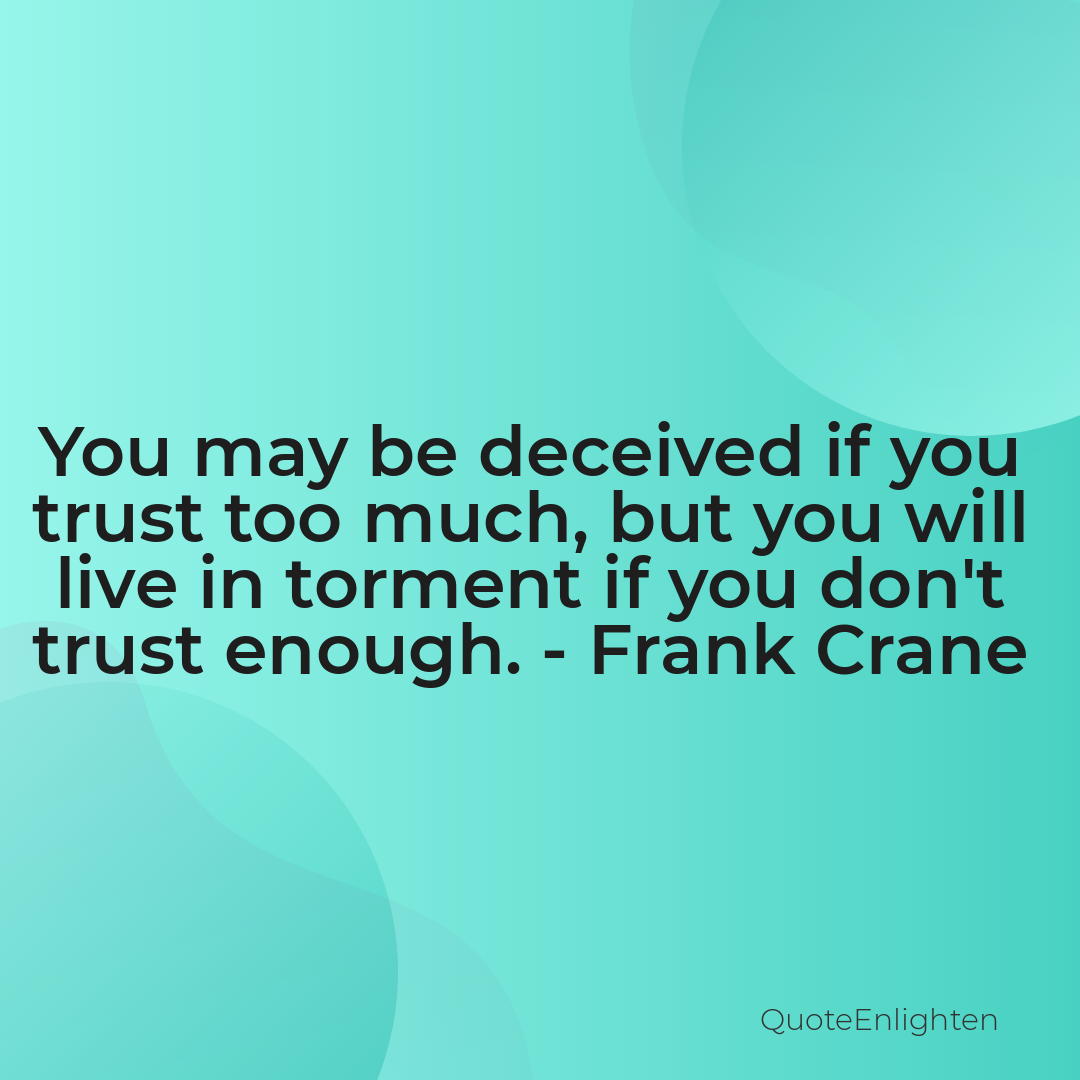 You may be deceived if you
trust too much, but you will
live in torment if you don't
trust enough. - Frank Crane
QuoteEnlighten